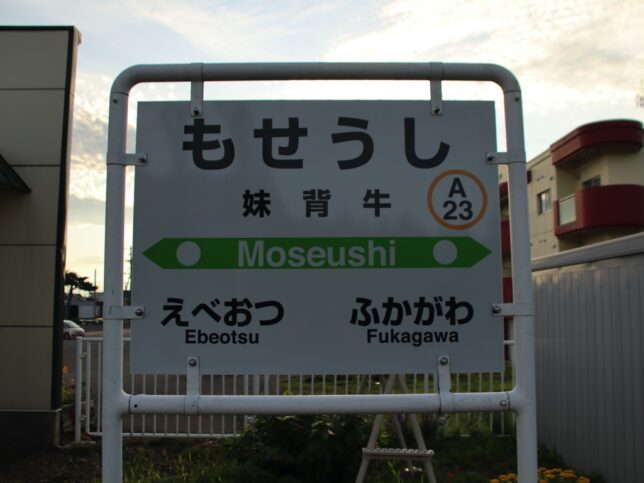 もせうし
妹背牛
A
23
Moseushi
えべおつ ふかがわ
Ebeotsu Fukagawa